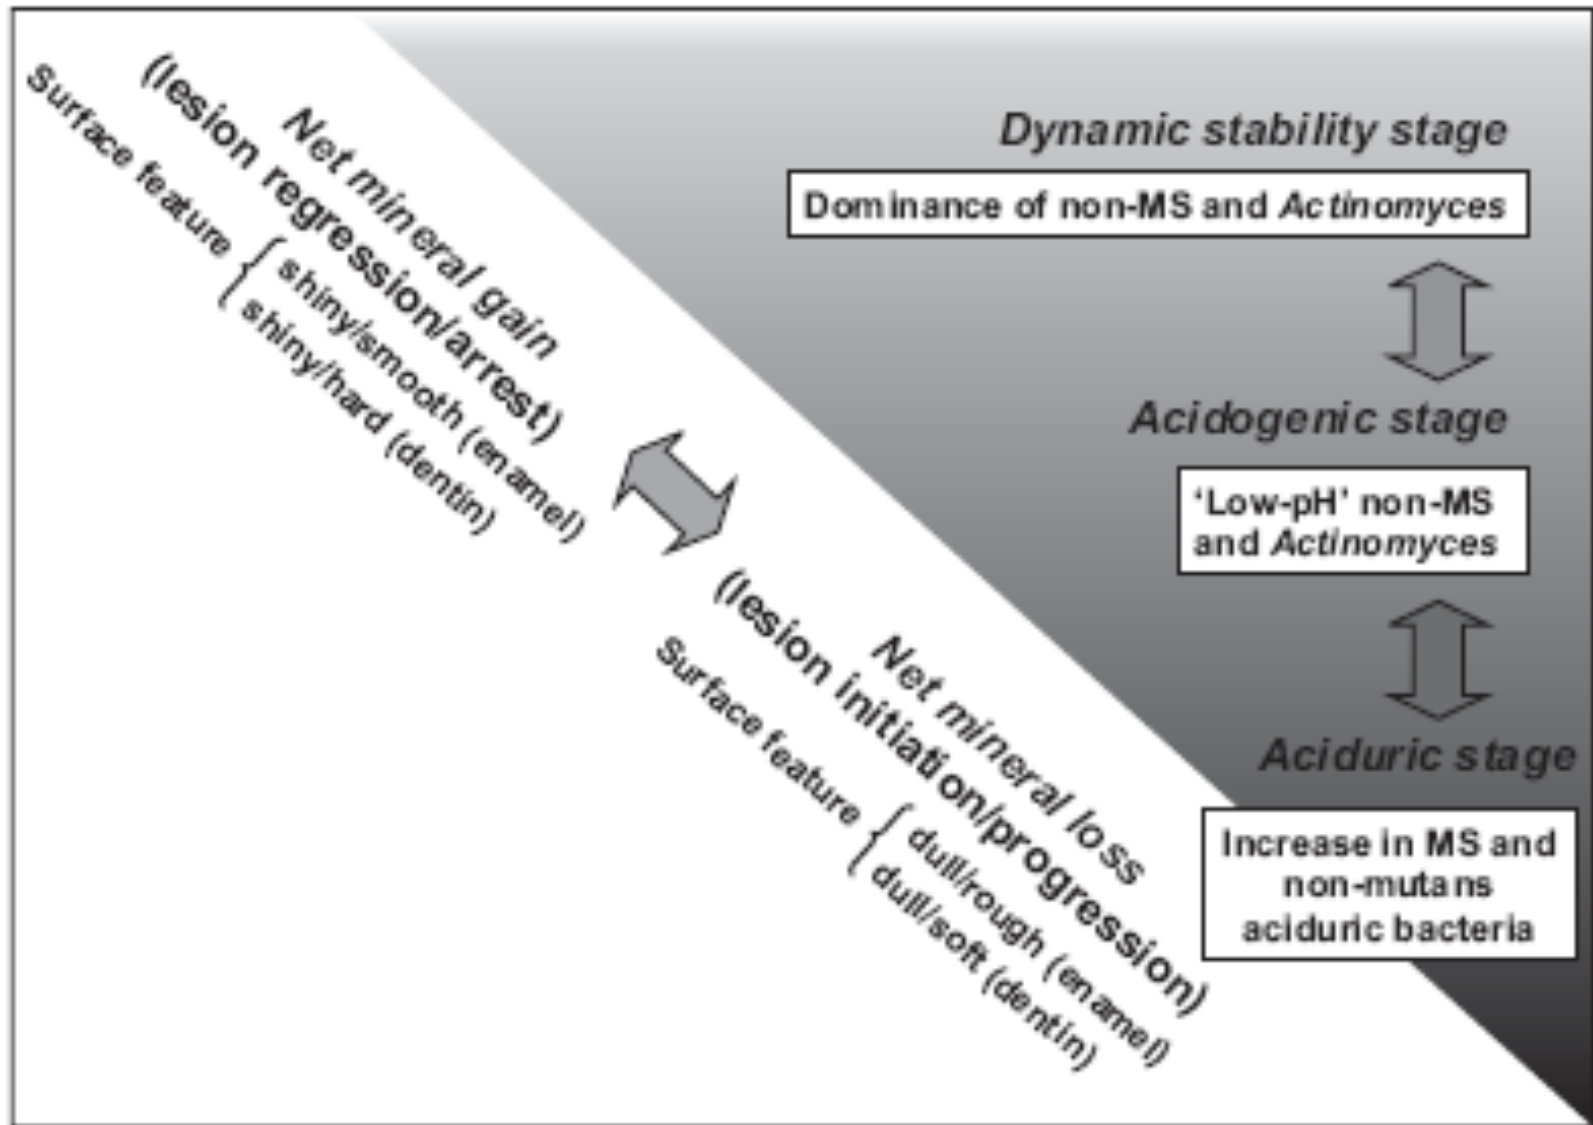 Surface feature
(lesion regression/arrest)
Net mineral gain
shiny/smooth (enamel)
shiny/hard (dentin)
Surface feature
(lesion initiation/progression)
Net mineral loss
dull/rough (enamel)
dull/soft (dentin)
Dynamic stability stage
Dominance of non-MS and Actinomyces
Acidogenic stage
‘Low-pH’ non-MS
and Actinomyces
Aciduric stage
Increase in MS and
non-mutans
aciduric bacteria